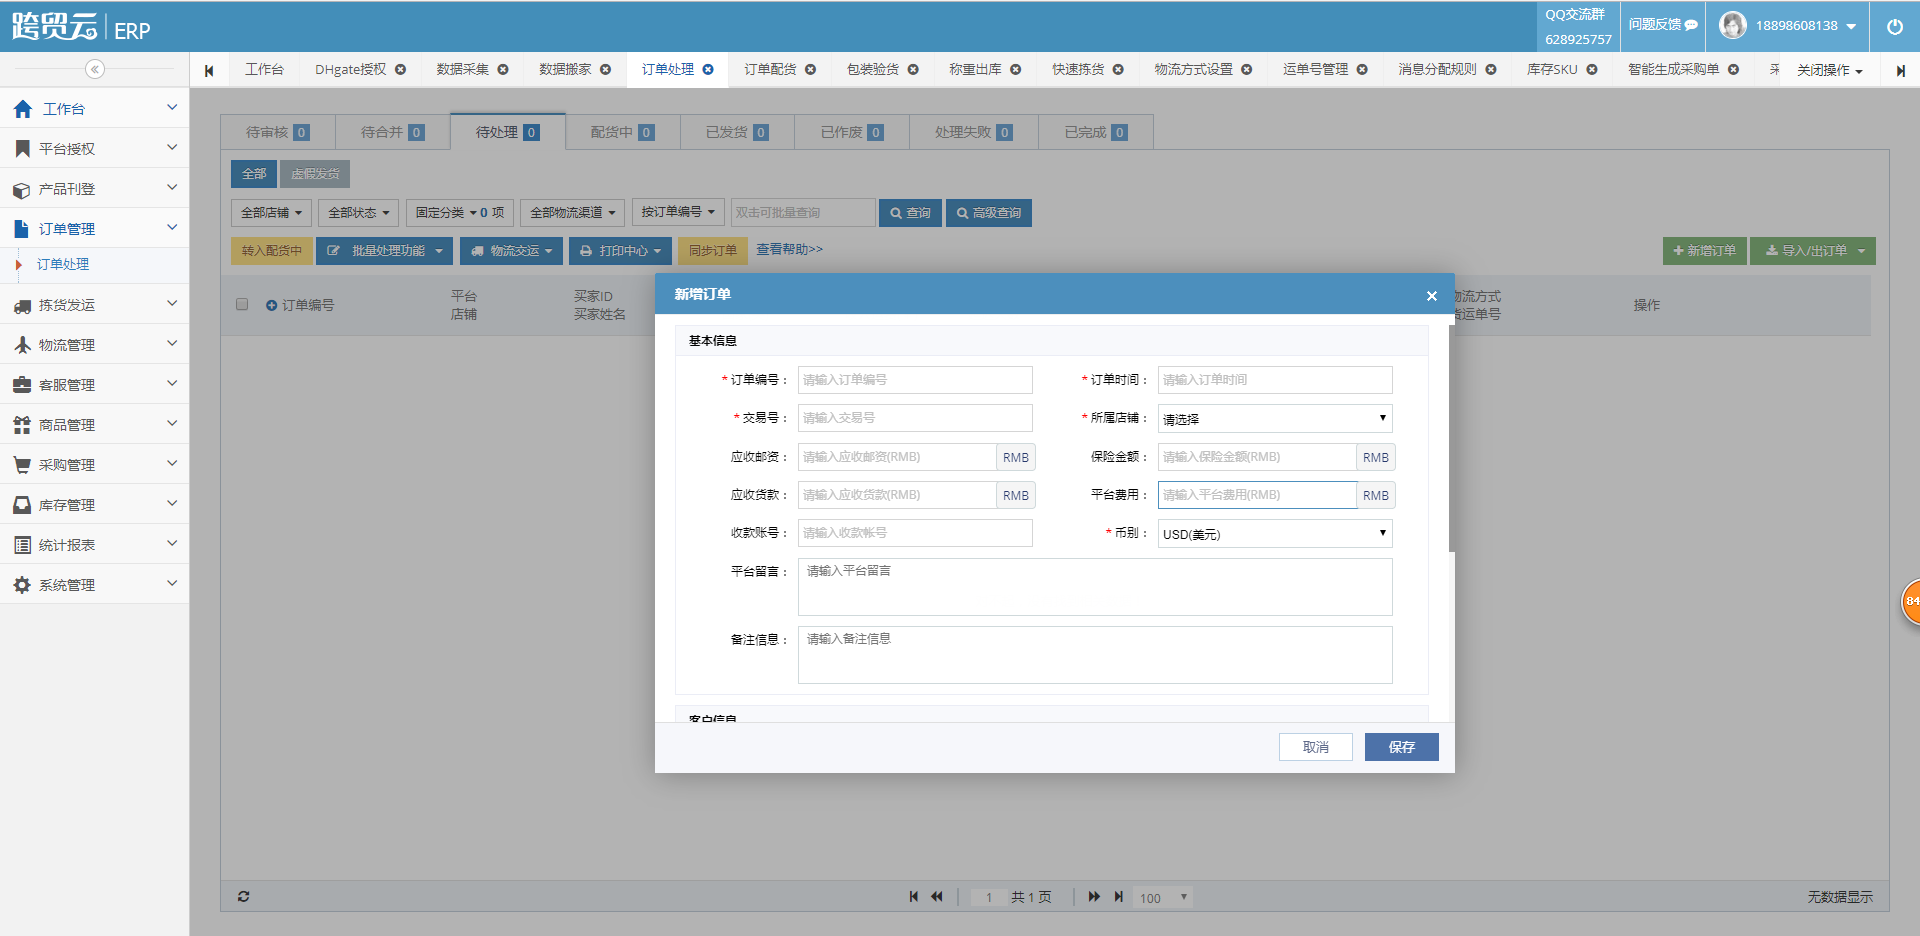 跨贸云 ERP
QQ交流群
628925757
问题反馈
18898608138
工作台
DHgate授权
数据采集
数据搬家
订单处理
订单配货
包装验货
称重出库
快速拣货
物流方式设置
运单号管理
消息分配规则
库存SKU
智能生成采购单
关闭操作
工作台
平台授权
产品刊登
订单管理
订单处理
拣货发运
物流管理
客服管理
商品管理
采购管理
库存管理
统计报表
系统管理
待审核 0
待合并 0
待处理 0
配货中 0
已发货 0
已作废 0
处理失败 0
已完成 0
全部
虚假发货
全部店铺
全部状态
固定分类 0 项
全部物流渠道
按订单编号
双击可批量查询
查询
高级查询
转入配货中
批量处理功能
物流交运
打印中心
同步订单
查看帮助>>
新增订单
导入/出订单
订单编号
平台
店铺
买家ID
买家姓名
物流方式
货运单号
操作
新增订单
×
基本信息
* 订单编号：
请输入订单编号
* 订单时间：
请输入订单时间
* 交易号：
请输入交易号
* 所属店铺：
请选择
应收邮资：
请输入应收邮资(RMB)
RMB
保险金额：
请输入保险金额(RMB)
RMB
应收货款：
请输入应收货款(RMB)
RMB
平台费用：
请输入平台费用(RMB)
RMB
收款账号：
请输入收款帐号
* 币别：
USD(美元)
平台留言：
请输入平台留言
备注信息：
请输入备注信息
客户信息
取消
保存
84
1
共 1 页
100
无数据显示